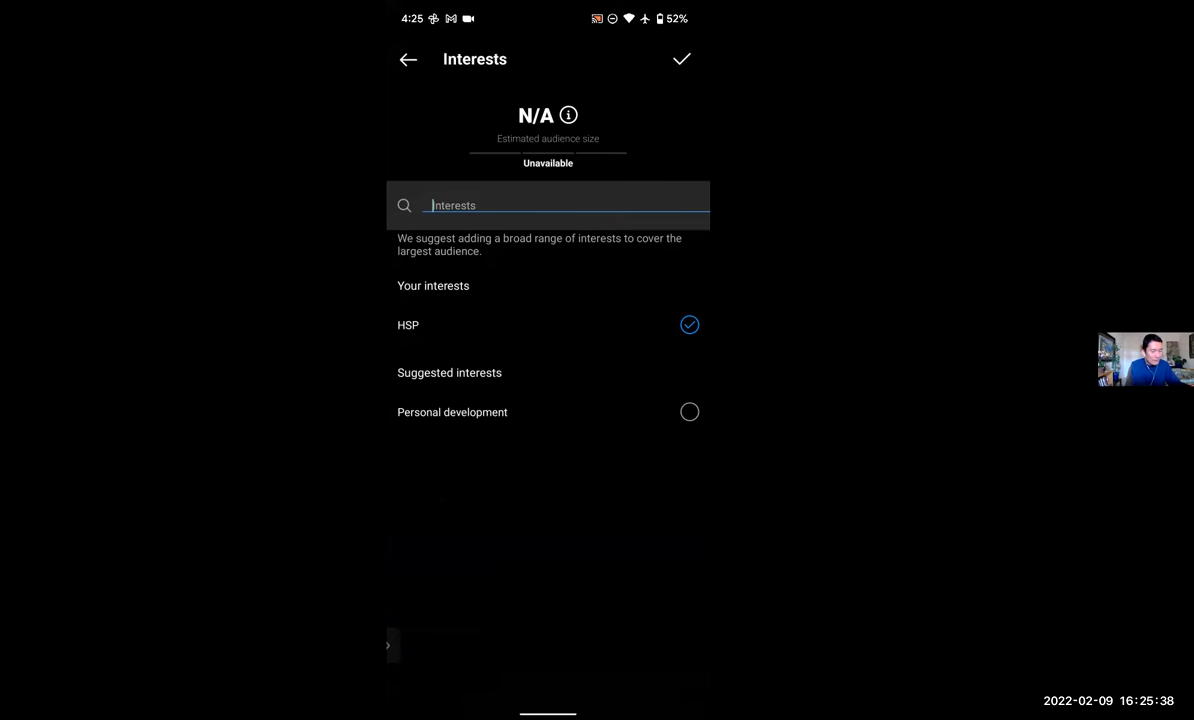 4:25 52%
Interests
N/A
Estimated audience size
Unavailable
Interests
We suggest adding a broad range of interests to cover the
largest audience.
Your interests
HSP
Suggested interests
Personal development
2022-02-09 16:25:38